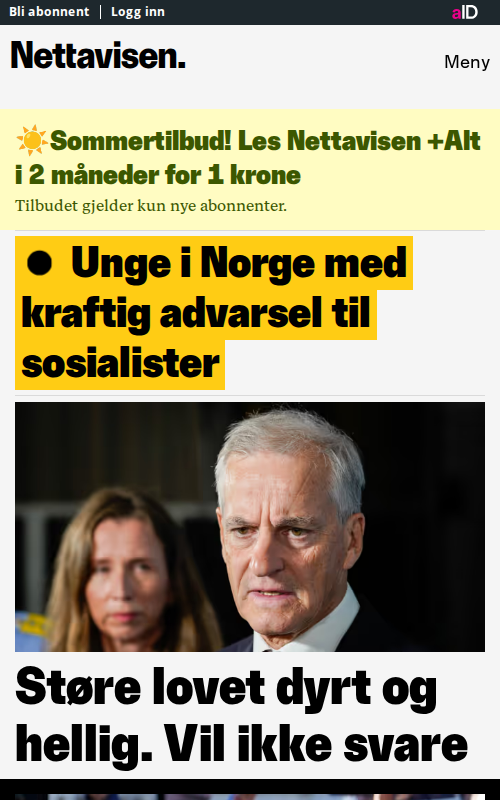 Bli abonnent | Logg inn
aID
Nettavisen.
Meny
☀️Sommertilbud! Les Nettavisen +Alt
i 2 måneder for 1 krone
Tilbudet gjelder kun nye abonnenter.
● Unge i Norge med
kraftig advarsel til
sosialister
Støre lovet dyrt og
hellig. Vil ikke svare